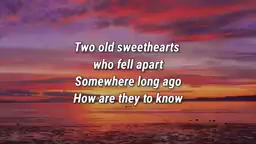 Two old sweethearts
who fell apart
Somewhere long ago
How are they to know